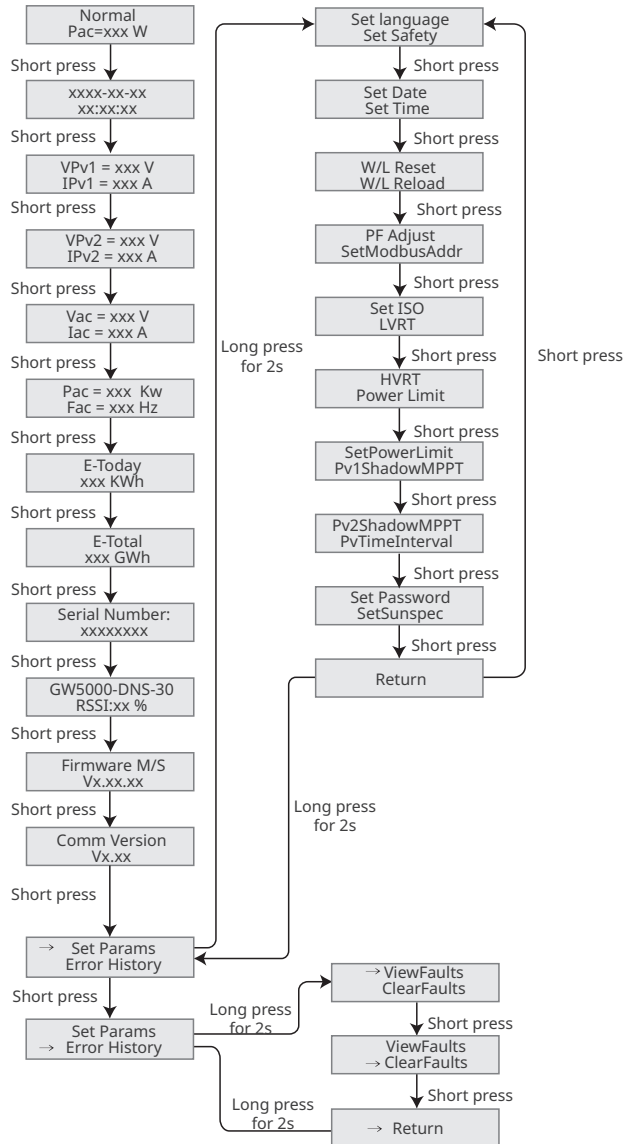 Normal
Pac=xxx W
Short press
xxxx-xx-xx
xx:xx:xx
Short press
VPv1 = xxx V
IPv1 = xxx A
Short press
VPv2 = xxx V
IPv2 = xxx A
Short press
Vac = xxx V
Iac = xxx A
Short press
Pac = xxx Kw
Fac = xxx Hz
Short press
E-Today
xxx KWh
Short press
E-Total
xxx GWh
Short press
Serial Number:
xxxxxxxx
Short press
GW5000-DNS-30
RSSI:xx %
Short press
Firmware M/S
Vx.xx.xx
Short press
Comm Version
Vx.xx
Short press
→ Set Params
Error History
Short press
Set Params
→ Error History
Long press
for 2s
Set language
Set Safety
Short press
Set Date
Set Time
Short press
W/L Reset
W/L Reload
Short press
PF Adjust
SetModbusAddr
Short press
Set ISO
LVRT
Short press
HVRT
Power Limit
Short press
SetPowerLimit
Pv1ShadowMPPT
Short press
Pv2ShadowMPPT
PvTimeInterval
Short press
Set Password
SetSunspec
Short press
Return
Short press
Long press
for 2s
Long press
for 2s
→ ViewFaults
ClearFaults
Short press
ViewFaults
→ ClearFaults
Short press
→ Return
Long press
for 2s